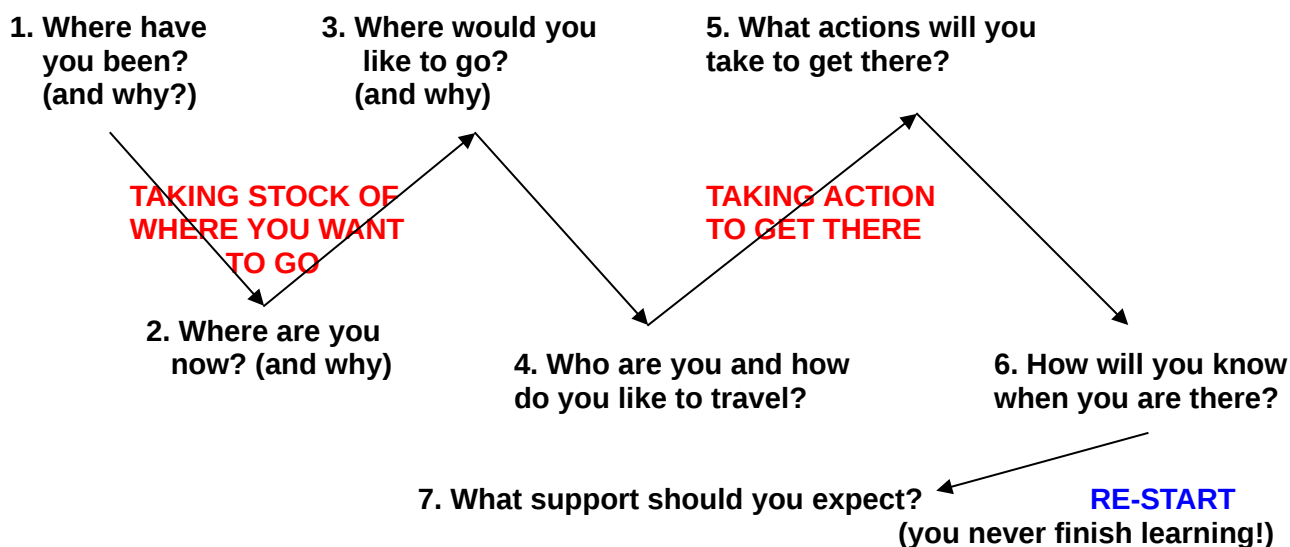 1. Where have
you been?
(and why?)
3. Where would you
like to go?
(and why)
5. What actions will you
take to get there?
TAKING STOCK OF
WHERE YOU WANT
TO GO
TAKING ACTION
TO GET THERE
2. Where are you
now? (and why)
4. Who are you and how
do you like to travel?
6. How will you know
when you are there?
7. What support should you expect?
RE-START
(you never finish learning!)